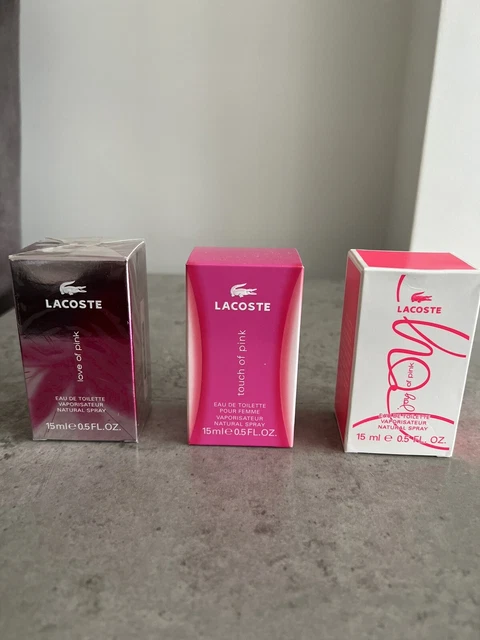 LACOSTE
love of pink
EAU DE TOILETTE
VAPORISATEUR
NATURAL SPRAY
15ml e 0.5FL.OZ.
LACOSTE
touch of pink
EAU DE TOILETTE
POUR FEMME
VAPORISATEUR
NATURAL SPRAY
15ml e 0.5FL.OZ.
LACOSTE
of pink
EAU DE TOILETTE
VAPORISATEUR
NATURAL SPRAY
15 ml e 0.5 FL.OZ.